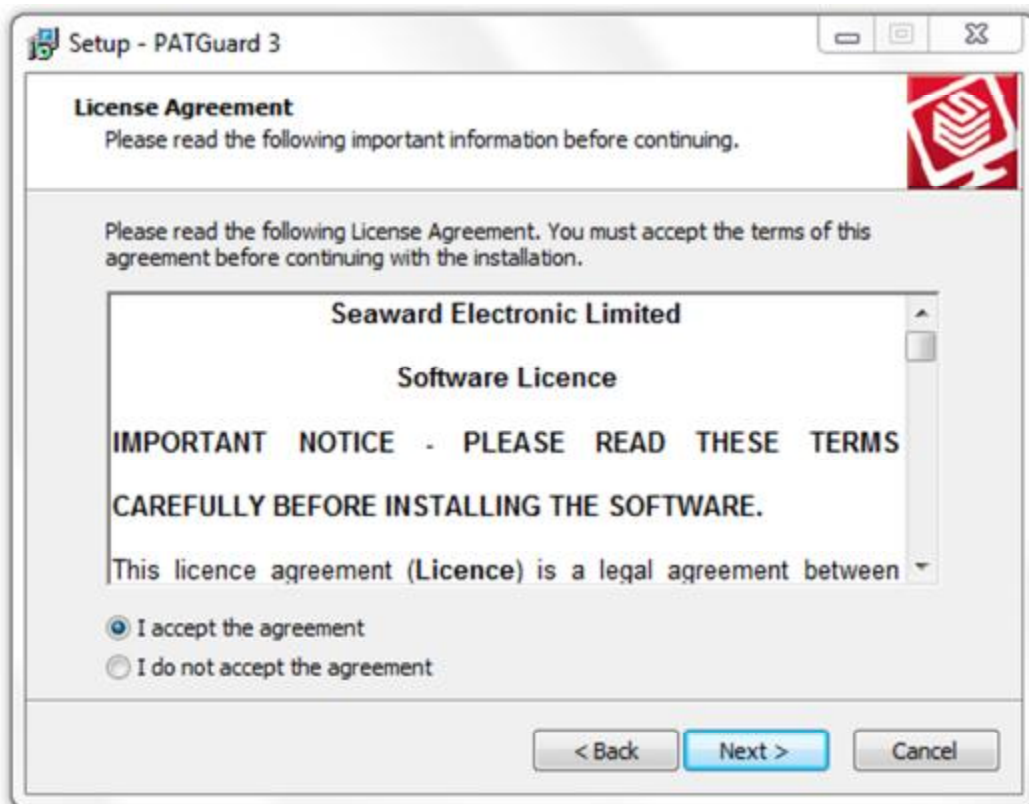 Setup - PATGuard 3
License Agreement
Please read the following important information before continuing.
Please read the following License Agreement. You must accept the terms of this
agreement before continuing with the installation.
Seaward Electronic Limited
Software Licence
IMPORTANT NOTICE - PLEASE READ THESE TERMS
CAREFULLY BEFORE INSTALLING THE SOFTWARE.
This licence agreement (Licence) is a legal agreement between
I accept the agreement
I do not accept the agreement
< Back Next > Cancel